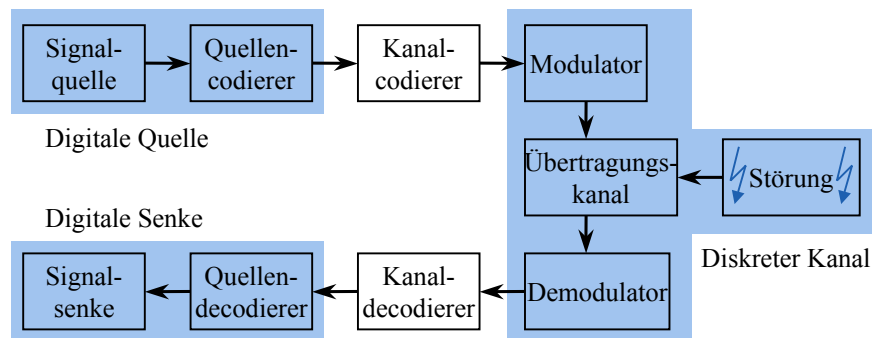 Signal-
quelle
Quellen-
codierer
Kanal-
codierer
Modulator
Digitale Quelle
Übertragungs-
kanal
Störung
Digitale Senke
Diskreter Kanal
Signal-
senke
Quellen-
decodierer
Kanal-
decodierer
Demodulator